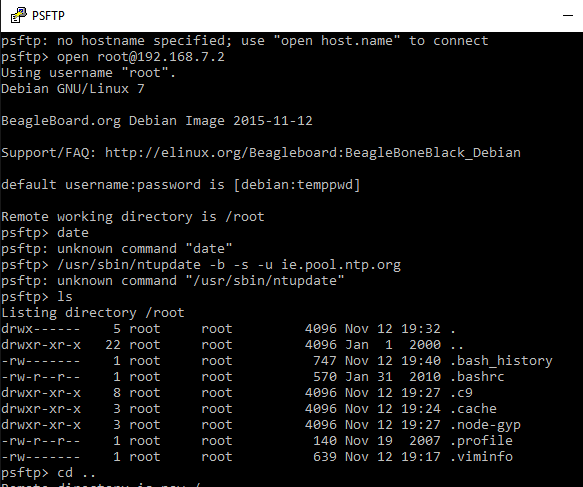 PSFTP
psftp: no hostname specified; use "open host.name" to connect
psftp> open root@192.168.7.2
Using username "root".
Debian GNU/Linux 7
BeagleBoard.org Debian Image 2015-11-12
Support/FAQ: http://elinux.org/Beagleboard:BeagleBoneBlack_Debian
default username:password is [debian:temppwd]
Remote working directory is /root
psftp> date
psftp: unknown command "date"
psftp> /usr/sbin/ntupdate -b -s -u ie.pool.ntp.org
psftp: unknown command "/usr/sbin/ntupdate"
psftp> ls
Listing directory /root
drwx------    5 root     root         4096 Nov 12 19:32 .
drwxr-xr-x   22 root     root         4096 Jan  1  2000 ..
-rw-------    1 root     root          747 Nov 12 19:40 .bash_history
-rw-r--r--    1 root     root          570 Jan 31  2010 .bashrc
drwxr-xr-x    8 root     root         4096 Nov 12 19:27 .c9
drwxr-xr-x    3 root     root         4096 Nov 12 19:24 .cache
drwxr-xr-x    3 root     root         4096 Nov 12 19:27 .node-gyp
-rw-r--r--    1 root     root          140 Nov 19  2007 .profile
-rw-------    1 root     root          639 Nov 12 19:17 .viminfo
psftp> cd ..
Remote directory is now /